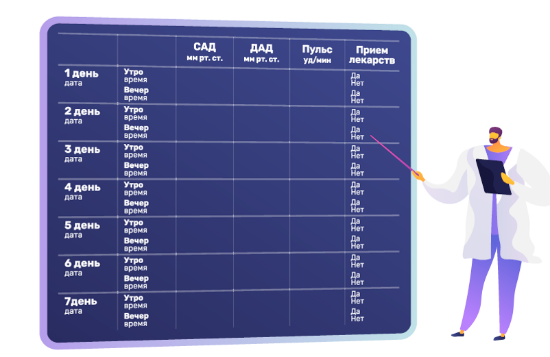 САД ДАД Пульс Прием
мм рт. ст. мм рт. ст. уд/мин лекарств
1 день Утро Да
дата время Нет
Вечер Да
время Нет
2 день Утро Да
дата время Нет
Вечер Да
время Нет
3 день Утро Да
дата время Нет
Вечер Да
время Нет
4 день Утро Да
дата время Нет
Вечер Да
время Нет
5 день Утро Да
дата время Нет
Вечер Да
время Нет
6 день Утро Да
дата время Нет
Вечер Да
время Нет
7день Утро Да
дата время Нет
Вечер Да
время Нет